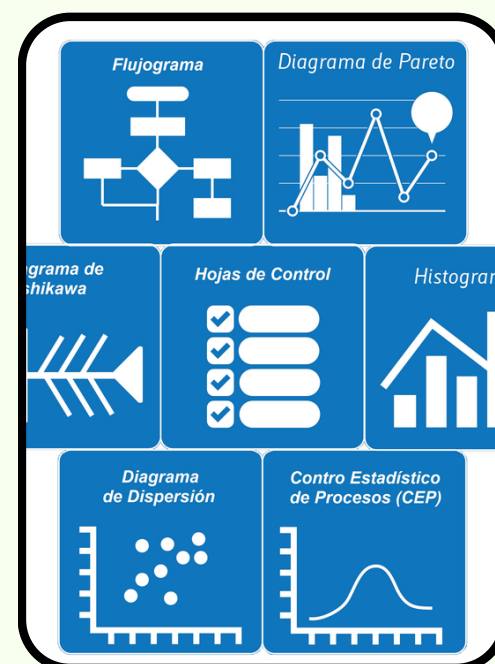 Flujograma
Diagrama de Pareto
grama de
shikawa
Hojas de Control
Histogra
Diagrama
de Dispersión
Contro Estadístico
de Procesos (CEP)